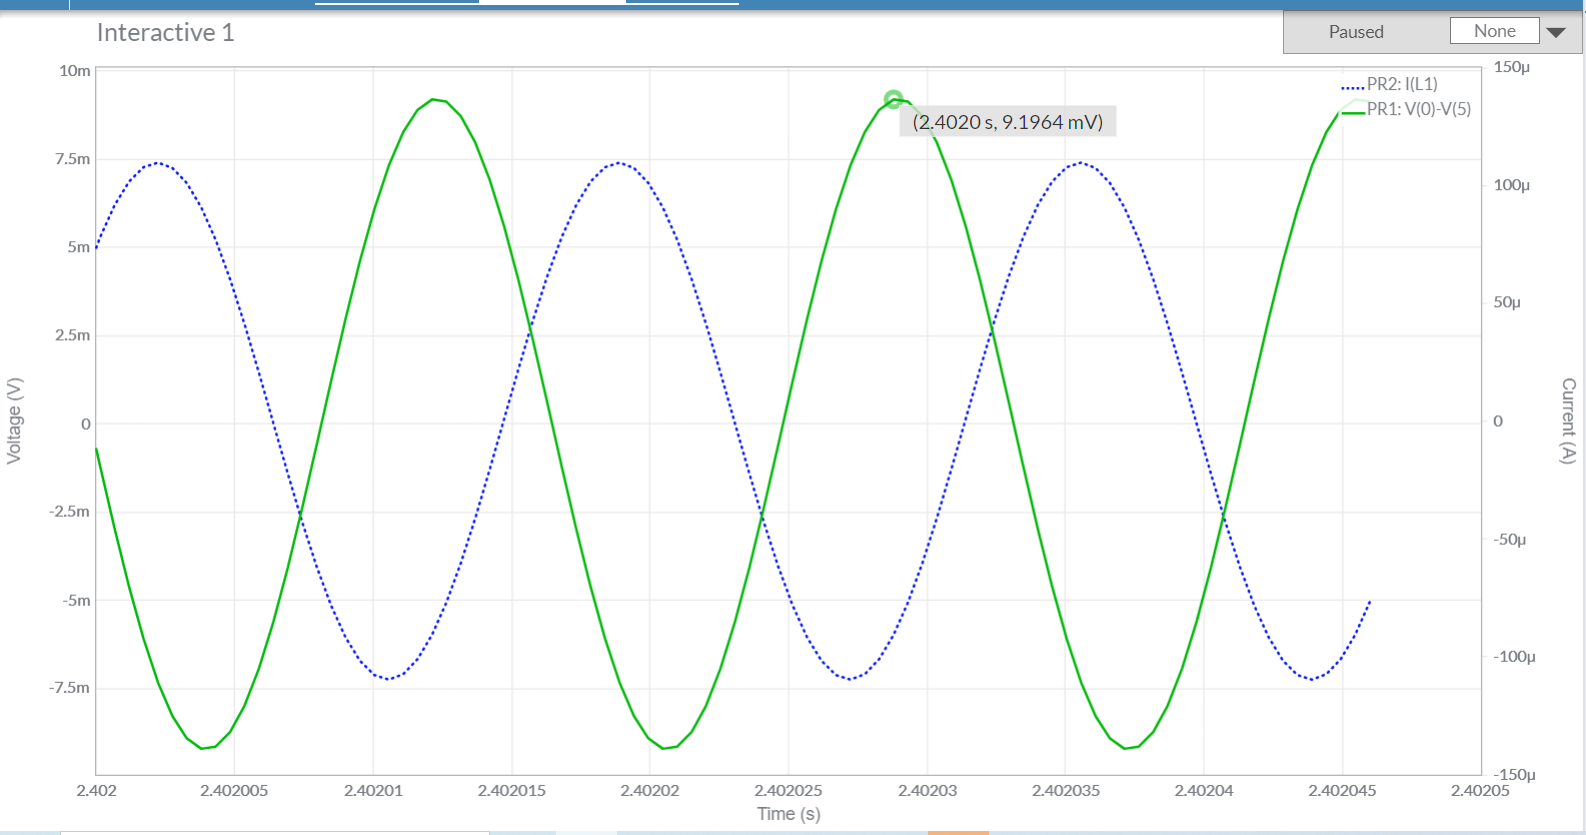 Interactive 1
Paused
None
PR2: I(L1)
PR1: V(0)-V(5)
(2.4020 s, 9.1964 mV)
10m
7.5m
5m
2.5m
0
-2.5m
-5m
-7.5m
Voltage (V)
150µ
100µ
50µ
0
-50µ
-100µ
-150µ
Current (A)
2.402
2.402005
2.40201
2.402015
2.40202
2.402025
2.40203
2.402035
2.40204
2.402045
2.40205
Time (s)